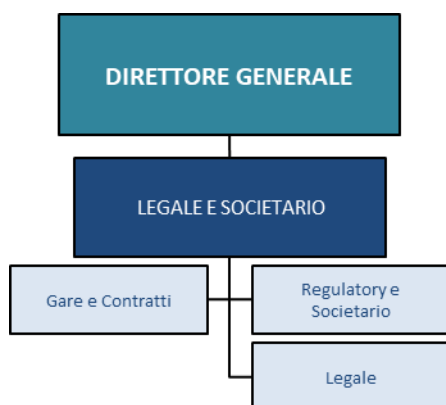 DIRETTORE GENERALE
LEGALE E SOCIETARIO
Gare e Contratti
Regulatory e
Societario
Legale